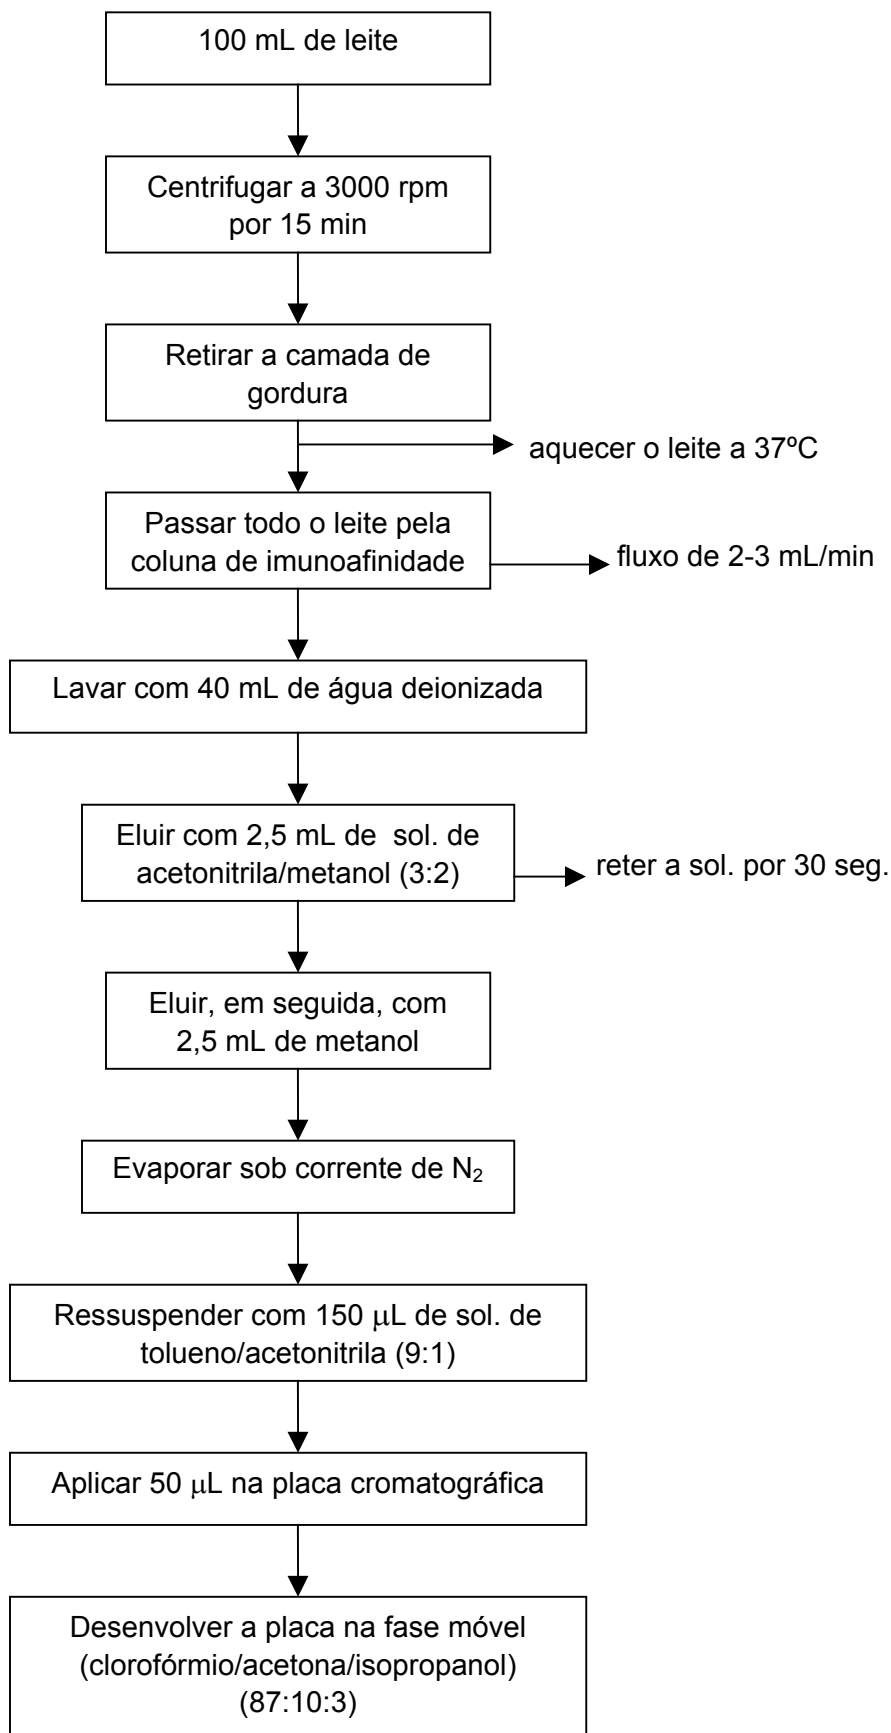 100 mL de leite
Centrifugar a 3000 rpm
por 15 min
Retirar a camada de
gordura
aquecer o leite a 37ºC
Passar todo o leite pela
coluna de imunoafinidade
fluxo de 2-3 mL/min
Lavar com 40 mL de água deionizada
Eluir com 2,5 mL de sol. de
acetonitrila/metanol (3:2)
reter a sol. por 30 seg.
Eluir, em seguida, com
2,5 mL de metanol
Evaporar sob corrente de N₂
Ressuspender com 150 μL de sol. de
tolueno/acetonitrila (9:1)
Aplicar 50 μL na placa cromatográfica
Desenvolver a placa na fase móvel
(clorofórmio/acetona/isopropanol)
(87:10:3)